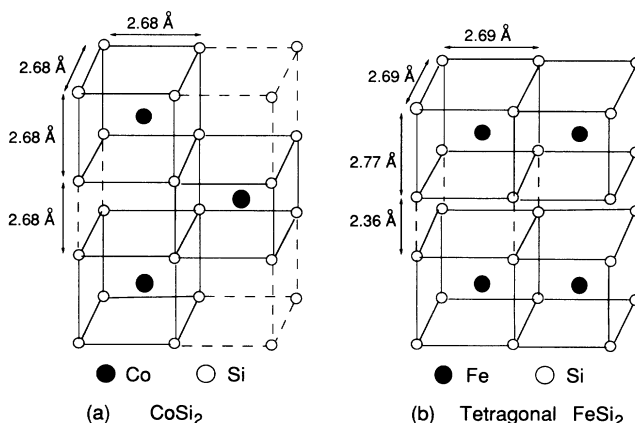 2.68 Å
2.68 Å
2.68 Å
2.68 Å
Co Si
(a) CoSi₂
2.69 Å
2.69 Å
2.77 Å
2.36 Å
Fe Si
(b) Tetragonal FeSi₂